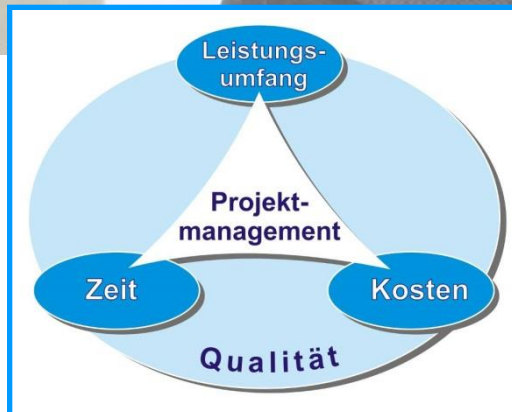 Leistungs-
umfang
Projekt-
management
Zeit
Kosten
Qualität